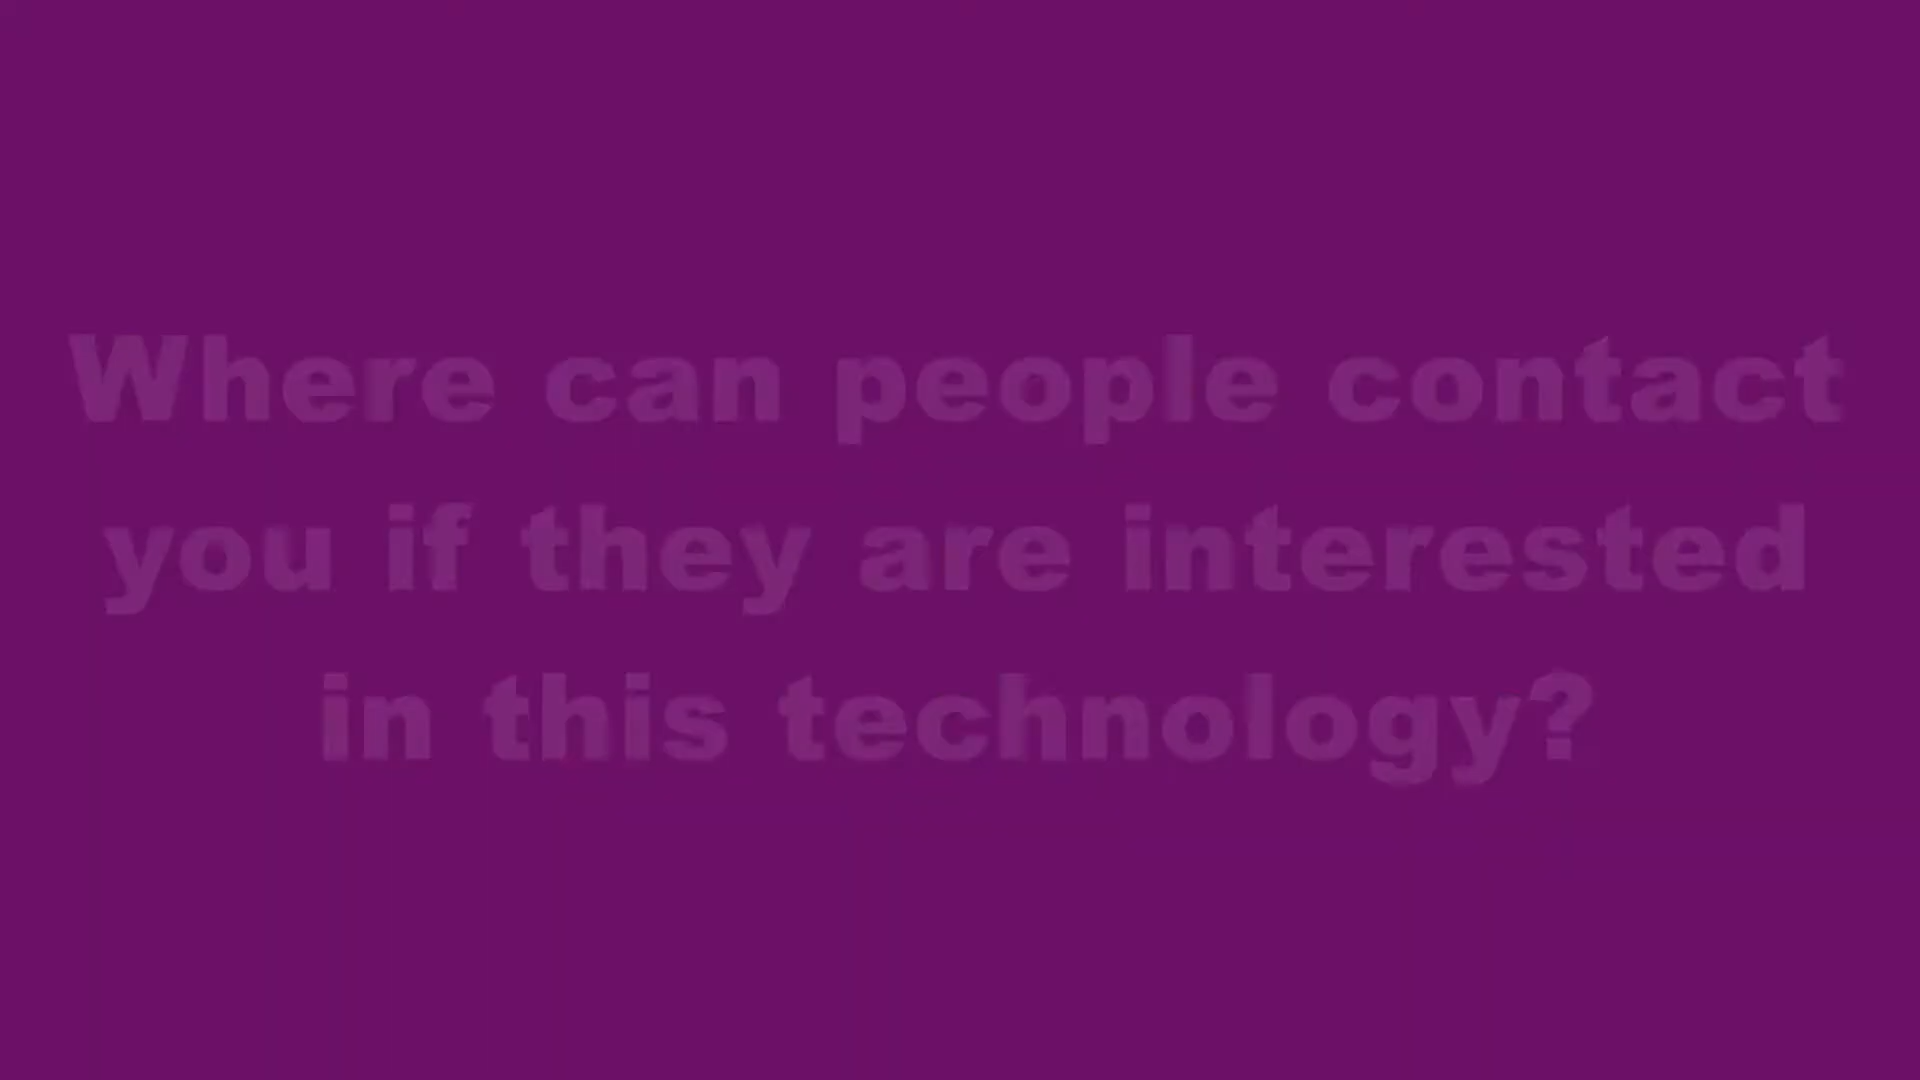 Where can people contact
you if they are interested
in this technology?